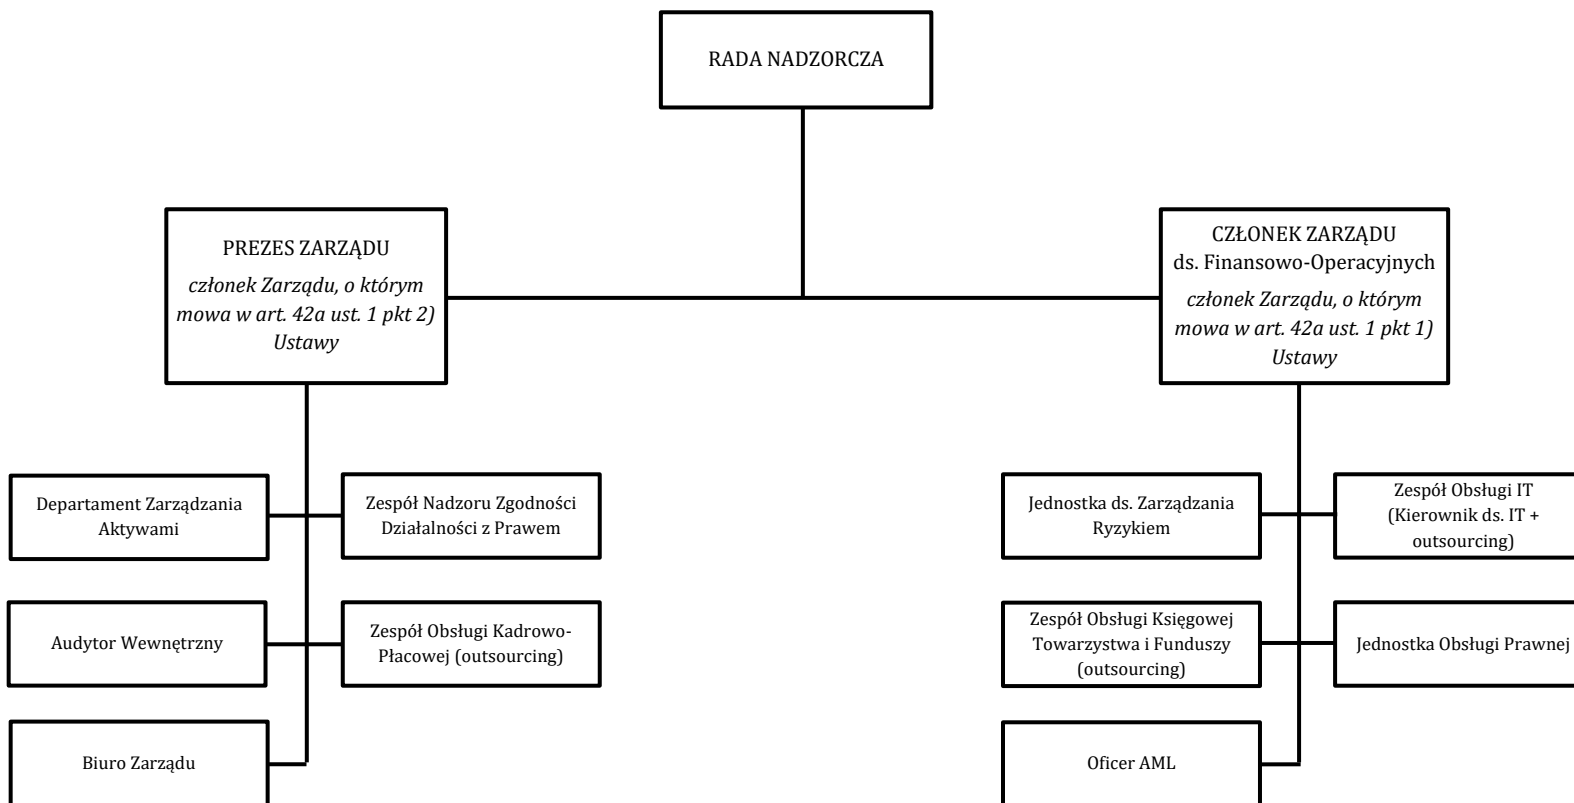 RADA NADZORCZA
PREZES ZARZĄDU
członek Zarządu, o którym
mowa w art. 42a ust. 1 pkt 2)
Ustawy
CZŁONEK ZARZĄDU
ds. Finansowo-Operacyjnych
członek Zarządu, o którym
mowa w art. 42a ust. 1 pkt 1)
Ustawy
Departament Zarządzania
Aktywami
Zespół Nadzoru Zgodności
Działalności z Prawem
Jednostka ds. Zarządzania
Ryzykiem
Zespół Obsługi IT
(Kierownik ds. IT +
outsourcing)
Audytor Wewnętrzny
Zespół Obsługi Kadrowo-
Płacowej (outsourcing)
Zespół Obsługi Księgowej
Towarzystwa i Funduszy
(outsourcing)
Jednostka Obsługi Prawnej
Biuro Zarządu
Oficer AML